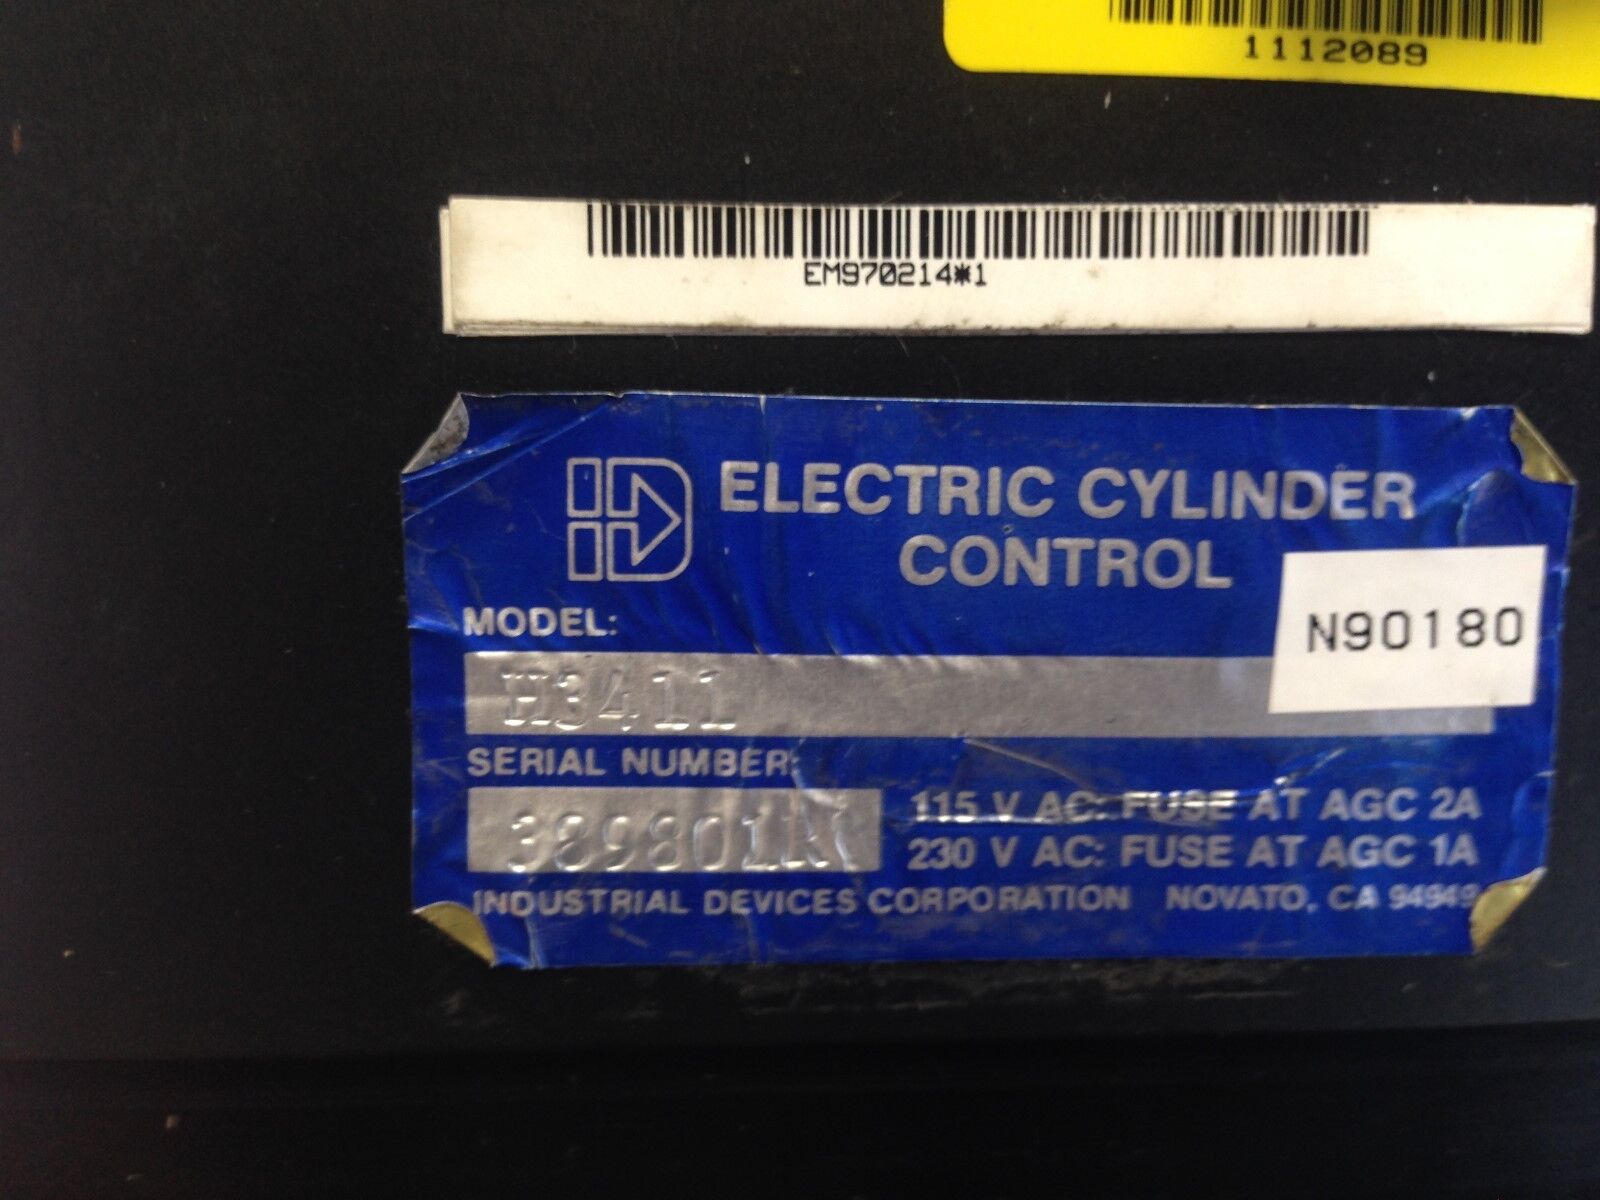 1112089
EM970214*1
ID ELECTRIC CYLINDER
CONTROL
N90180
MODEL:
H3411
SERIAL NUMBER:
115 V AC: FUSE AT AGC 2A
230 V AC: FUSE AT AGC 1A
INDUSTRIAL DEVICES CORPORATION NOVATO, CA 94949